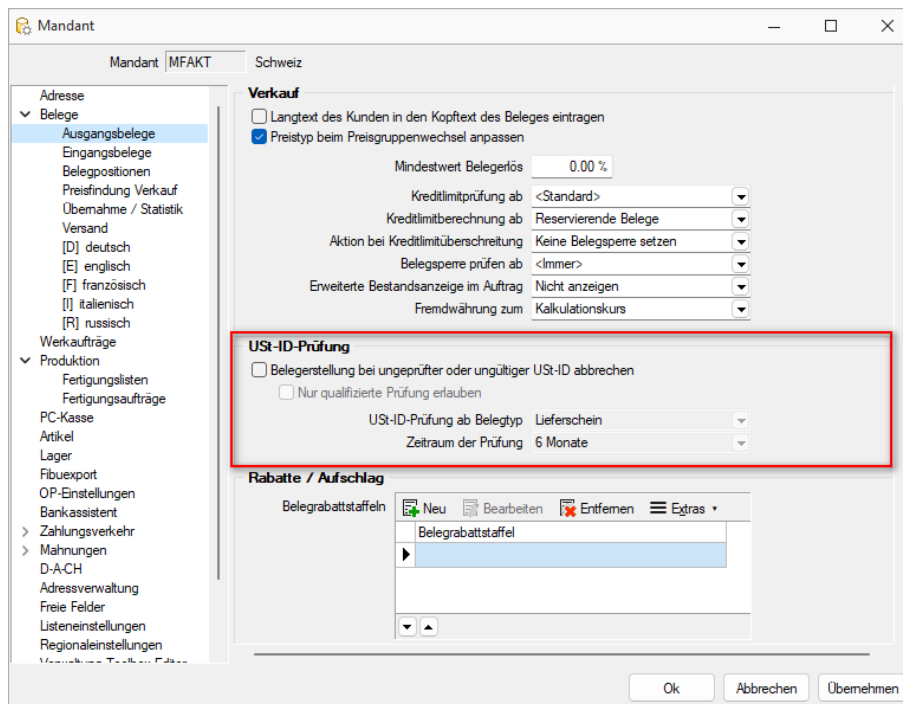 Mandant
Mandant MFAKT Schweiz
Adresse
Belege
Ausgangsbelege
Eingangsbelege
Belegpositionen
Preisfindung Verkauf
Übernahme / Statistik
Versand
[D] deutsch
[E] englisch
[F] französisch
[I] italienisch
[R] russisch
Werkaufträge
Produktion
Fertigungslisten
Fertigungsaufträge
PC-Kasse
Artikel
Lager
Fibuexport
OP-Einstellungen
Bankassistent
Zahlungsverkehr
Mahnungen
D-A-CH
Adressverwaltung
Freie Felder
Listeneinstellungen
Regionaleinstellungen
Verwaltung Toolbox Editor
Verkauf
Langtext des Kunden in den Kopftext des Beleges eintragen
Preistyp beim Preisgruppenwechsel anpassen
Mindestwert Belegerlös 0.00 %
Kreditlimitprüfung ab <Standard>
Kreditlimitberechnung ab Reservierende Belege
Aktion bei Kreditlimitüberschreitung Keine Belegsperre setzen
Belegsperre prüfen ab <Immer>
Erweiterte Bestandsanzeige im Auftrag Nicht anzeigen
Fremdwährung zum Kalkulationskurs
USt-ID-Prüfung
Belegerstellung bei ungeprüfter oder ungültiger USt-ID abbrechen
Nur qualifizierte Prüfung erlauben
USt-ID-Prüfung ab Belegtyp Lieferschein
Zeitraum der Prüfung 6 Monate
Rabatte / Aufschlag
Belegrabattstaffeln Neu Bearbeiten Entfernen Extras
Belegrabattstaffel
Ok Abbrechen Übernehmen